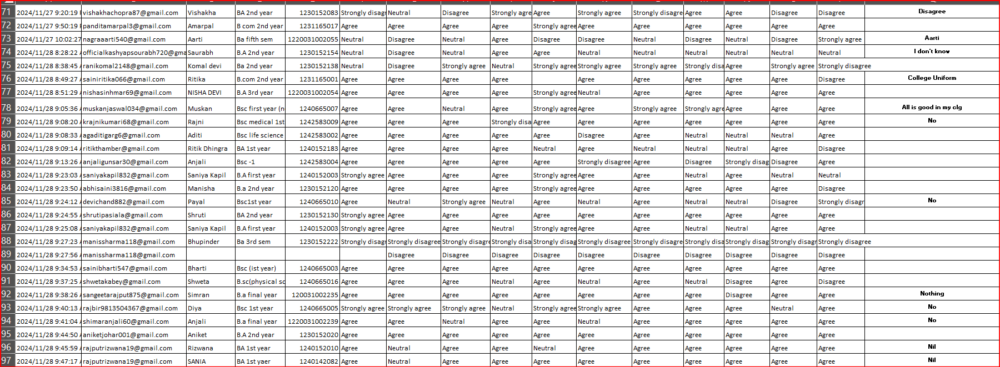 71 2024/11/27 9:20:19 vishakhachopra87@gmail.com Vishakha BA 2nd year 1230152083 Strongly disagr Neutral Disagree Strongly agre Agree Strongly agree Strongly disagre Agree Agree Disagree Disagree Disagree
72 2024/11/27 9:50:19 panditamarpal3@gmail.com Amarpal B com 2nd year 1231165017 Agree Agree Agree Agree Strongly agree Agree Agree Agree Agree Agree Agree
73 2024/11/27 10:02:27 nagraaarti540@gmail.com Aarti Ba fifth sem 1220031002055 Neutral Disagree Neutral Agree Disagree Disagree Neutral Disagree Neutral Disagree Strongly agree Aarti
74 2024/11/28 8:28:22 officialkashyapsourabh720@gma Saurabh B.A 2nd year 1230152154 Neutral Disagree Neutral Agree Agree Neutral Neutral Neutral Neutral Neutral Neutral I don't know
75 2024/11/28 8:38:45 ranikomal2148@gmail.com Komal devi Ba 2nd year 1230152138 Neutral Disagree Strongly agree Neutral Strongly agree Strongly agree Strongly agree Strongly disa Agree Strongly agree Strongly disagree
76 2024/11/28 8:49:27 sainiritika066@gmail.com Ritika B.com 2nd year 1231165001 Agree Agree Agree Agree Agree Agree Agree Agree Agree Disagree College Uniform
77 2024/11/28 8:51:29 nishasinhmar69@gmail.com NISHA DEVI B.A 3rd year 1220031002054 Agree Agree Agree Agree Strongly agree Neutral Agree Agree Agree Agree Agree
78 2024/11/28 9:05:36 muskanjaswal034@gmail.com Muskan Bsc first year (n 1240665007 Agree Agree Neutral Agree Strongly agree Agree Strongly agree Strongly agre Agree Agree Agree All is good in my clg
79 2024/11/28 9:08:20 krajnikumari68@gmail.com Rajni Bsc medical 1st 1242583009 Agree Agree Agree Strongly disa Agree Agree Agree Agree Agree Agree Agree No
80 2024/11/28 9:08:33 agaditigarg6@gmail.com Aditi Bsc life science 1242583002 Agree Agree Agree Agree Agree Disagree Agree Neutral Neutral Neutral Agree
81 2024/11/28 9:09:14 ritikthamber@gmail.com Ritik Dhingra BA 1st year 1240152183 Agree Agree Agree Agree Neutral Agree Neutral Neutral Neutral Agree Disagree
82 2024/11/28 9:13:26 anjaligunsar30@gmail.com Anjali Bsc -1 1242583004 Agree Agree Agree Agree Agree Strongly disagree Agree Disagree Strongly disag Disagree Agree
83 2024/11/28 9:23:03 saniyakapil832@gmail.com Saniya Kapil B.A first year 1240152003 Strongly agree Agree Agree Agree Strongly agree Agree Agree Neutral Agree Neutral Neutral
84 2024/11/28 9:23:50 abhisaini3816@gmail.com Manisha B.a 2nd year 1230152120 Agree Agree Agree Agree Strongly agree Agree Agree Agree Agree Agree Disagree
85 2024/11/28 9:24:12 devichand882@gmail.com Payal Bsc1st year 1240665010 Agree Neutral Strongly agree Neutral Agree Neutral Agree Neutral Neutral Disagree Strongly disagr No
86 2024/11/28 9:24:55 shrutipasiala@gmail.com Shruti BA 2nd year 1230152130 Strongly agree Agree Agree Agree Agree Agree Agree Agree Agree Agree Agree
87 2024/11/28 9:25:08 saniyakapil832@gmail.com Saniya Kapil B.A first year 1240152003 Strongly agree Agree Agree Neutral Strongly agree Agree Agree Neutral Neutral Agree Agree
88 2024/11/28 9:27:23 manissharma118@gmail.com Bhupinder Ba 3rd sem 1230152222 Strongly disagr Strongly disagree Strongly disagree Strongly disa Strongly disag Strongly disagree Strongly disagre Strongly disa Strongly disag Strongly disagr Strongly disagree
89 2024/11/28 9:27:56 manissharma118@gmail.com Disagree Disagree Disagree Disagree Disagree Disagree Disagree Disagree Disagree Disagree
90 2024/11/28 9:34:53 sainibharti547@gmail.com Bharti Bsc (ist year) 1240665003 Agree Agree Agree Agree Agree Agree Agree Agree Agree Agree Agree
91 2024/11/28 9:37:25 shwetakabey@gmail.com Shweta B.sc(physical sc 1240665016 Agree Agree Agree Neutral Agree Neutral Agree Neutral Disagree Agree Disagree
92 2024/11/28 9:38:26 sangeetarajput875@gmail.com Simran B.a final year 120031002235 Agree Agree Agree Agree Agree Agree Agree Agree Disagree Agree Agree Nothing
93 2024/11/28 9:40:13 rajbir9813504367@gmail.com Diya Bsc 1st year 1240665005 Strongly agree Strongly agree Strongly agree Neutral Strongly agree Strongly agree Agree Agree Agree Neutral Agree No
94 2024/11/28 9:41:04 shimaranjali60@gmail.com Anjali B.a final year 1220031002239 Agree Agree Neutral Agree Agree Neutral Agree Agree Agree Agree Agree No
95 2024/11/28 9:44:50 aniketjohar001@gmail.com Aniket B.A 2nd year 1230152020 Agree Agree Agree Agree Agree Agree Agree Agree Agree Agree Agree
96 2024/11/28 9:45:59 rajputrizwana19@gmail.com Rizwana BA 1st year 1240152010 Agree Neutral Agree Agree Neutral Agree Agree Agree Agree Agree Agree Nil
97 2024/11/28 9:47:17 rajputrizwana19@gmail.com SANIA BA 1st yaer 1240142082 Agree Neutral Agree Agree Agree Agree Agree Agree Agree Agree Agree Nil